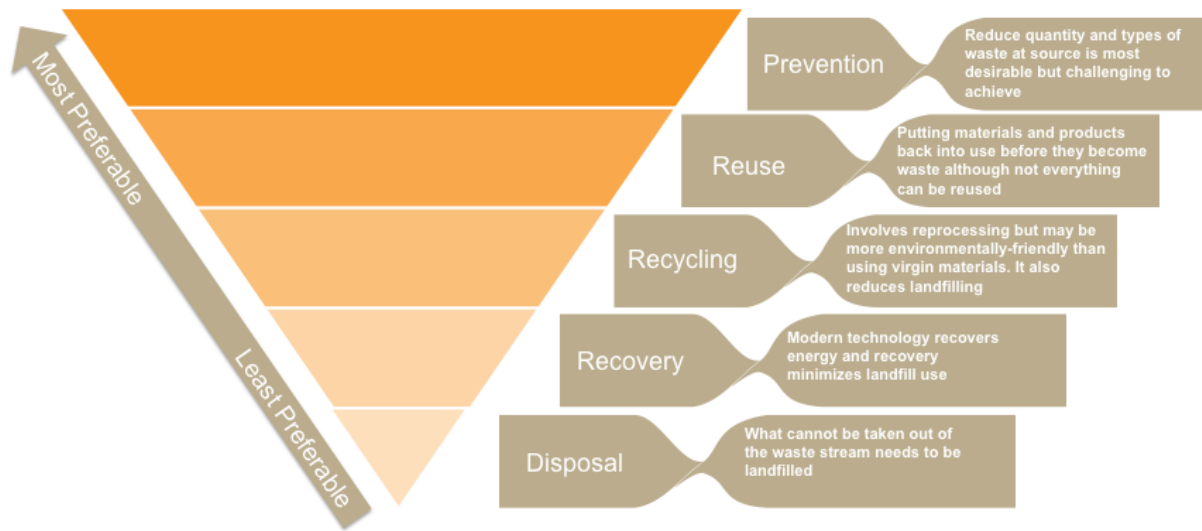 Most Preferable
Least Preferable
Prevention
Reduce quantity and types of
waste at source is most
desirable but challenging to
achieve
Reuse
Putting materials and products
back into use before they become
waste although not everything
can be reused
Recycling
Involves reprocessing but may be
more environmentally-friendly than
using virgin materials. It also
reduces landfilling
Recovery
Modern technology recovers
energy and recovery
minimizes landfill use
Disposal
What cannot be taken out of
the waste stream needs to be
landfilled